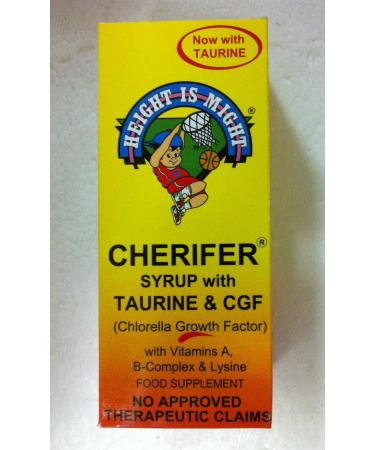 Now with
TAURINE
HEIGHT IS MIGHT
®
CHERIFER®
SYRUP with
TAURINE & CGF
(Chlorella Growth Factor)
with Vitamins A,
B-Complex & Lysine
FOOD SUPPLEMENT
NO APPROVED
THERAPEUTIC CLAIMS